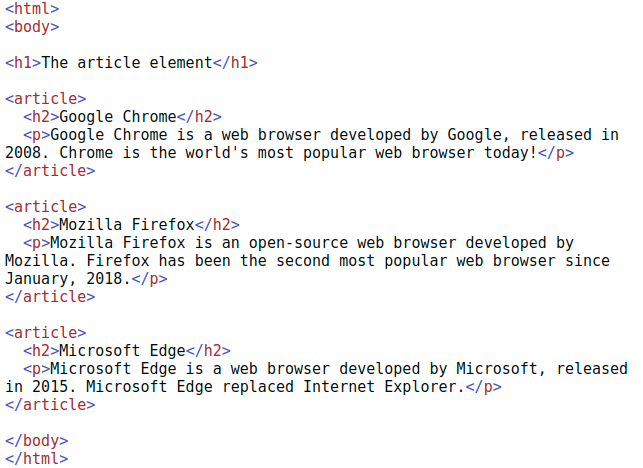 <html>
<body>
<h1>The article element</h1>
<article>
<h2>Google Chrome</h2>
<p>Google Chrome is a web browser developed by Google, released in
2008. Chrome is the world's most popular web browser today!</p>
</article>
<article>
<h2>Mozilla Firefox</h2>
<p>Mozilla Firefox is an open-source web browser developed by
Mozilla. Firefox has been the second most popular web browser since
January, 2018.</p>
</article>
<article>
<h2>Microsoft Edge</h2>
<p>Microsoft Edge is a web browser developed by Microsoft, released
in 2015. Microsoft Edge replaced Internet Explorer.</p>
</article>
</body>
</html>